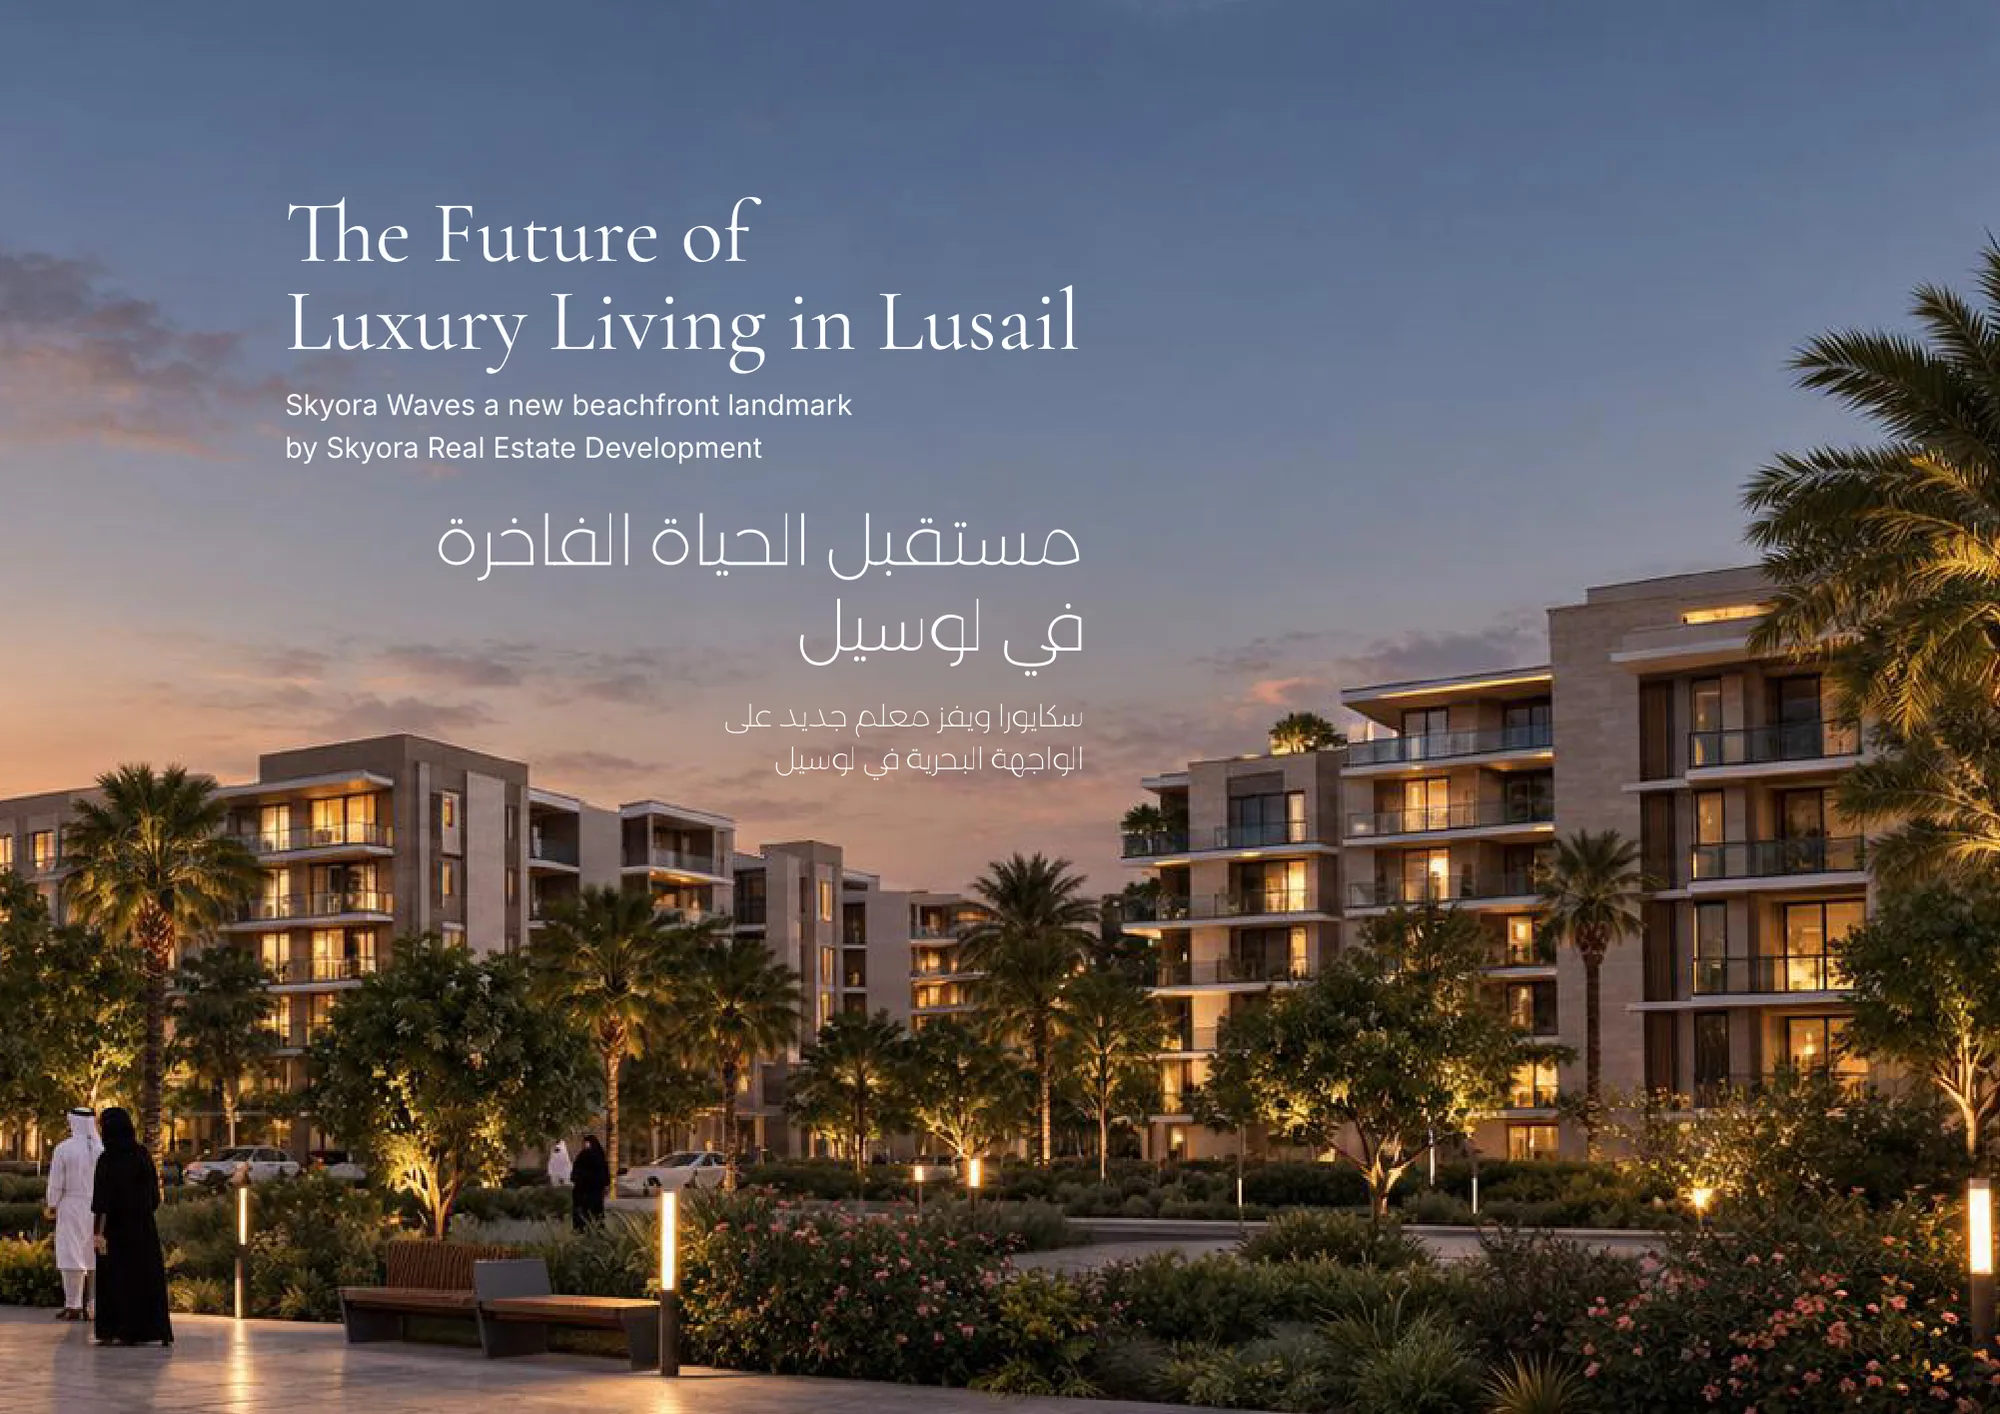 The Future of
Luxury Living in Lusail
Skyora Waves a new beachfront landmark
by Skyora Real Estate Development
مستقبل الحياة الفاخرة
في لوسيل
سكايورا ويفز معلم جديد على
الواجهة البحرية في لوسيل